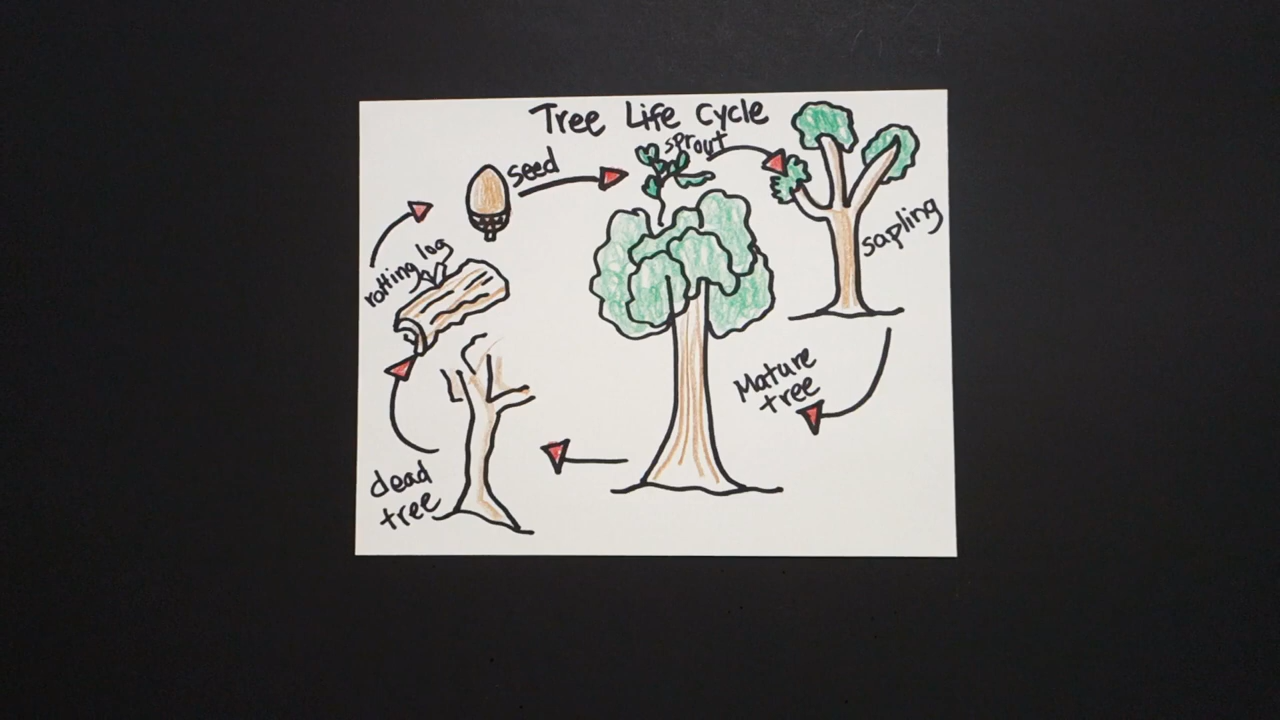 Tree Life Cycle
seed
sprout
sapling
Mature
tree
dead
tree
rotting log